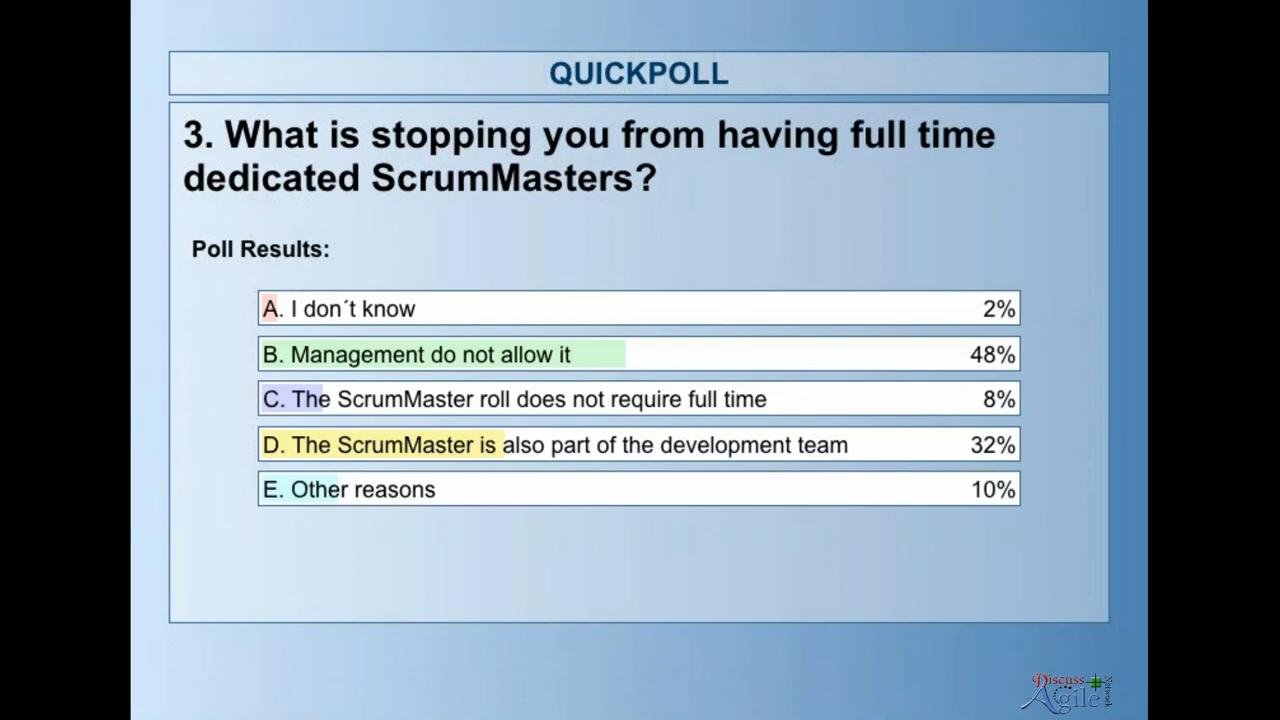 QUICKPOLL
3. What is stopping you from having full time
dedicated ScrumMasters?
Poll Results:
A. I don´t know 2%
B. Management do not allow it 48%
C. The ScrumMaster roll does not require full time 8%
D. The ScrumMaster is also part of the development team 32%
E. Other reasons 10%
Discuss
Agile
Network